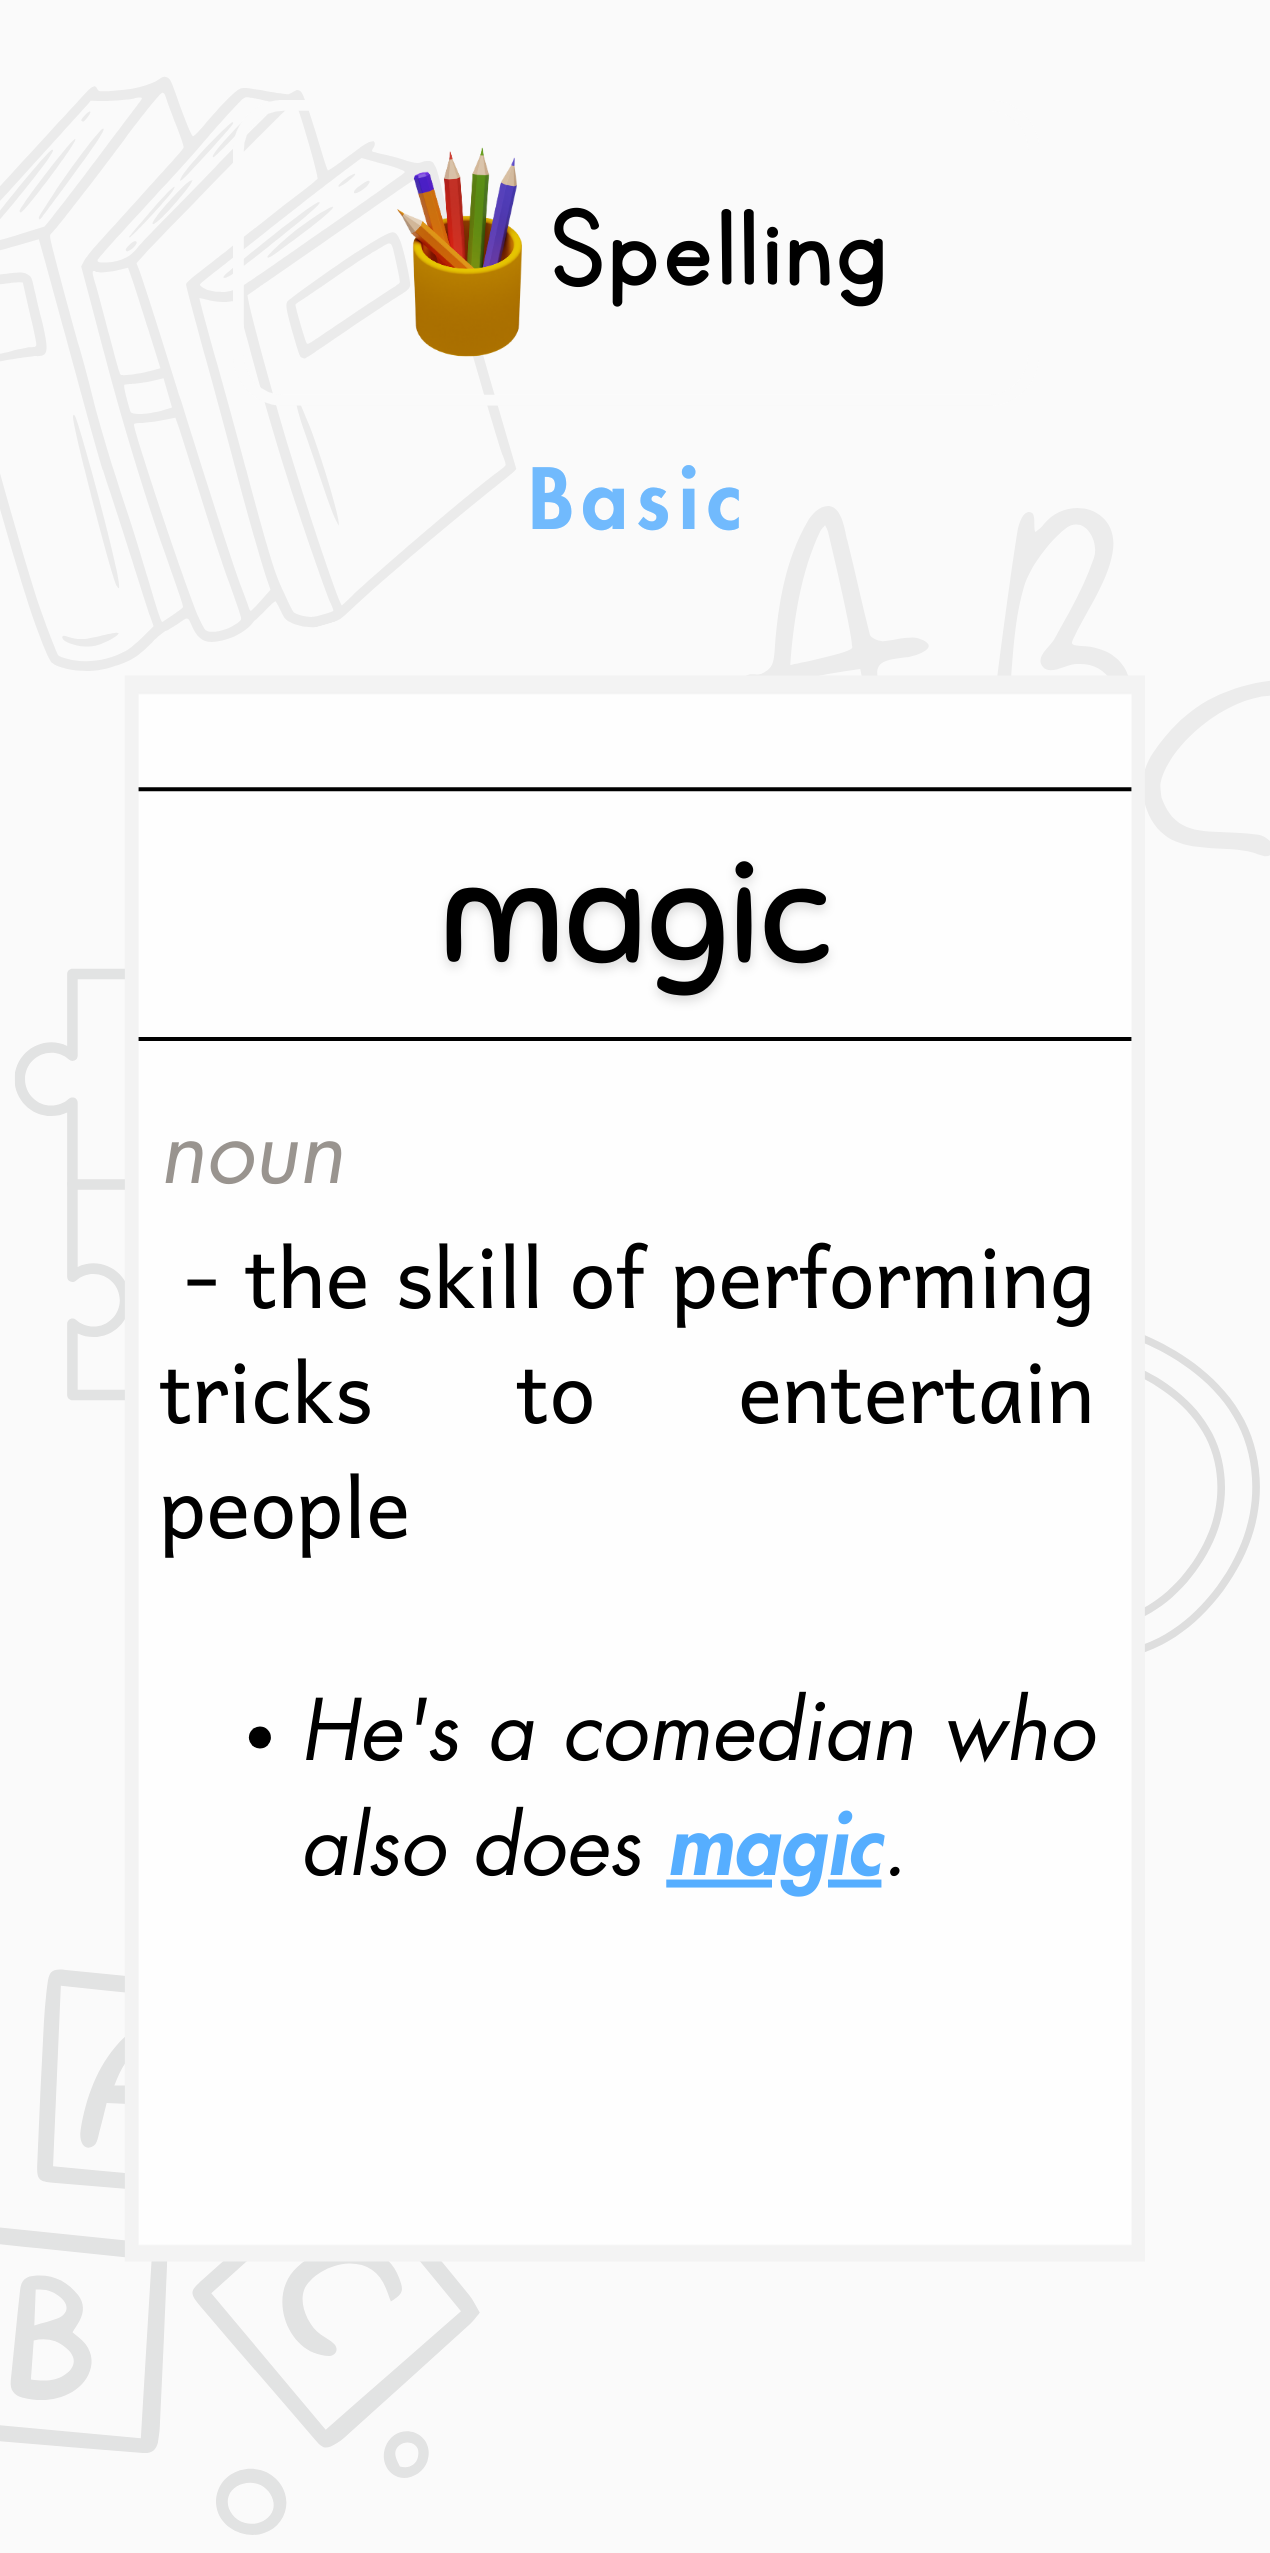 Spelling
Basic
magic
noun
- the skill of performing
tricks to entertain
people
• He's a comedian who
also does magic.
A B
A
B
C